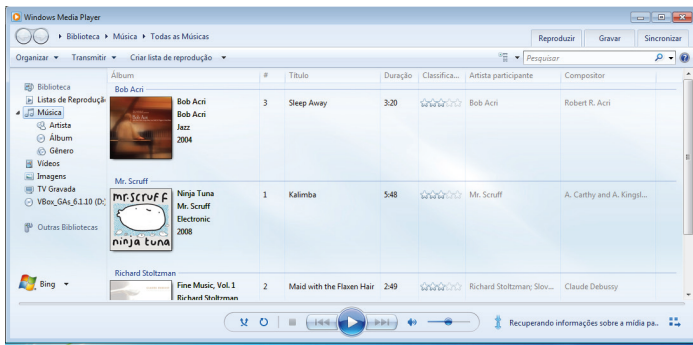 Windows Media Player
Biblioteca ▸ Música ▸ Todas as Músicas
Reproduzir Gravar Sincronizar
Organizar Transmitir Criar lista de reprodução Pesquisar
Álbum # Título Duração Classifica... Artista participante Compositor
Biblioteca
Listas de Reproduçã
Música
Artista
Álbum
Gênero
Vídeos
Imagens
TV Gravada
VBox_GAs_6.1.10 (D:)
Outras Bibliotecas
Bing
Bob Acri
Bob Acri 3 Sleep Away 3:20 Bob Acri Robert R. Acri
Bob Acri
Jazz
2004
Mr. Scruff
mr.scruff
ninja tuna
Ninja Tuna 1 Kalimba 5:48 Mr. Scruff A. Carthy and A. Kingsl...
Mr. Scruff
Electronic
2008
Richard Stoltzman
Fine Music, Vol. 1 2 Maid with the Flaxen Hair 2:49 Richard Stoltzman; Slov... Claude Debussy
Richard Stoltzman
Recuperando informações sobre a mídia pa..